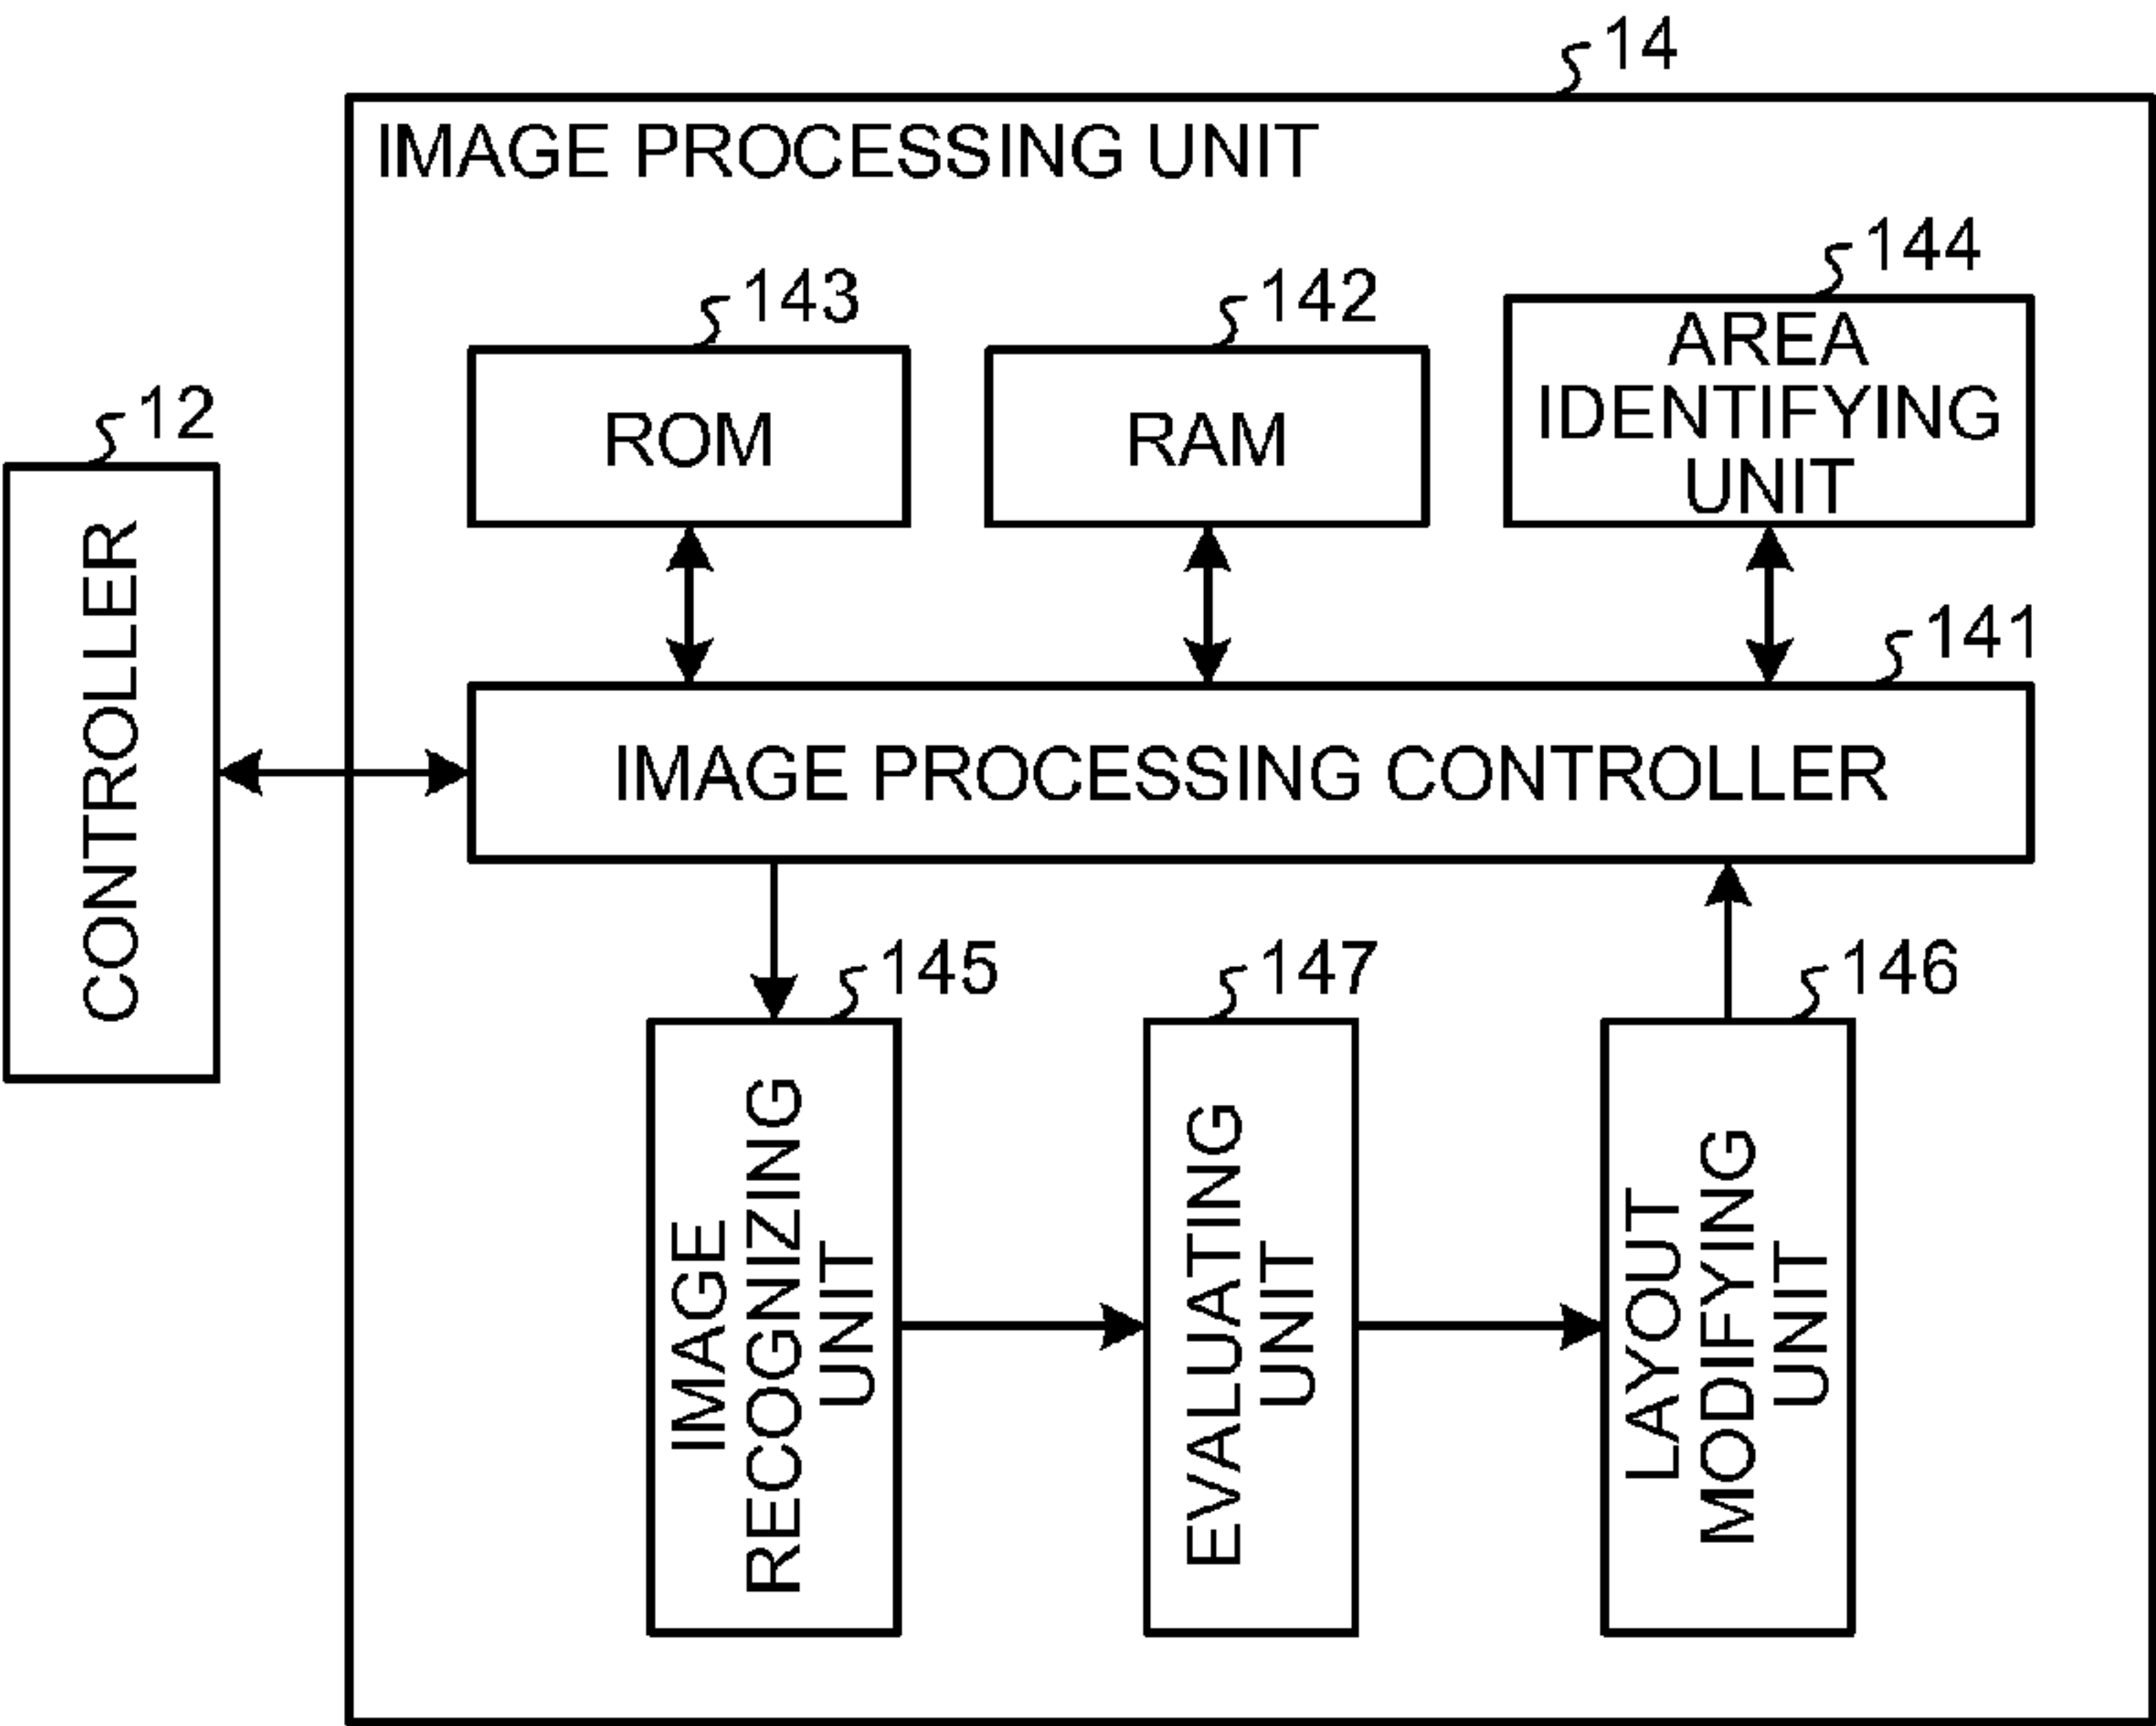 14
IMAGE PROCESSING UNIT
144
143
142
AREA
IDENTIFYING
UNIT
ROM
RAM
12
CONTROLLER
141
IMAGE PROCESSING CONTROLLER
145
147
146
IMAGE
RECOGNIZING
UNIT
EVALUATING
UNIT
LAYOUT
MODIFYING
UNIT